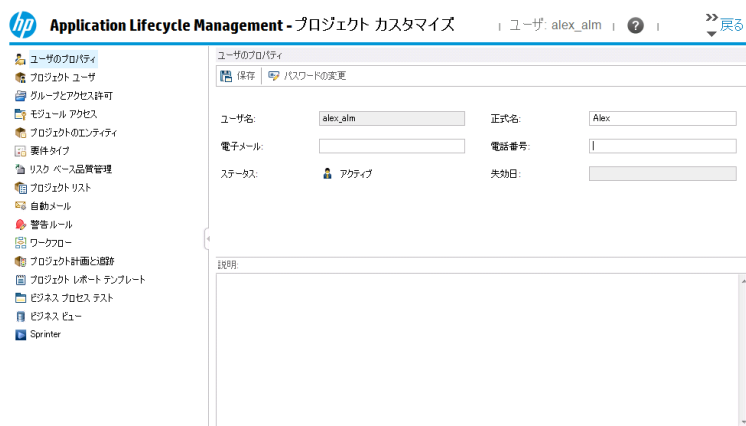 hp Application Lifecycle Management - プロジェクト カスタマイズ ユーザ: alex_alm ? 戻る
ユーザのプロパティ
プロジェクト ユーザ
グループとアクセス許可
モジュール アクセス
プロジェクトのエンティティ
要件タイプ
リスク ベース品質管理
プロジェクト リスト
自動メール
警告ルール
ワークフロー
プロジェクト計画と追跡
プロジェクト レポート テンプレート
ビジネス プロセス テスト
ビジネス ビュー
Sprinter
ユーザのプロパティ
保存 パスワードの変更
ユーザ名: alex_alm 正式名: Alex
電子メール: 電話番号:
ステータス: アクティブ 失効日:
説明: